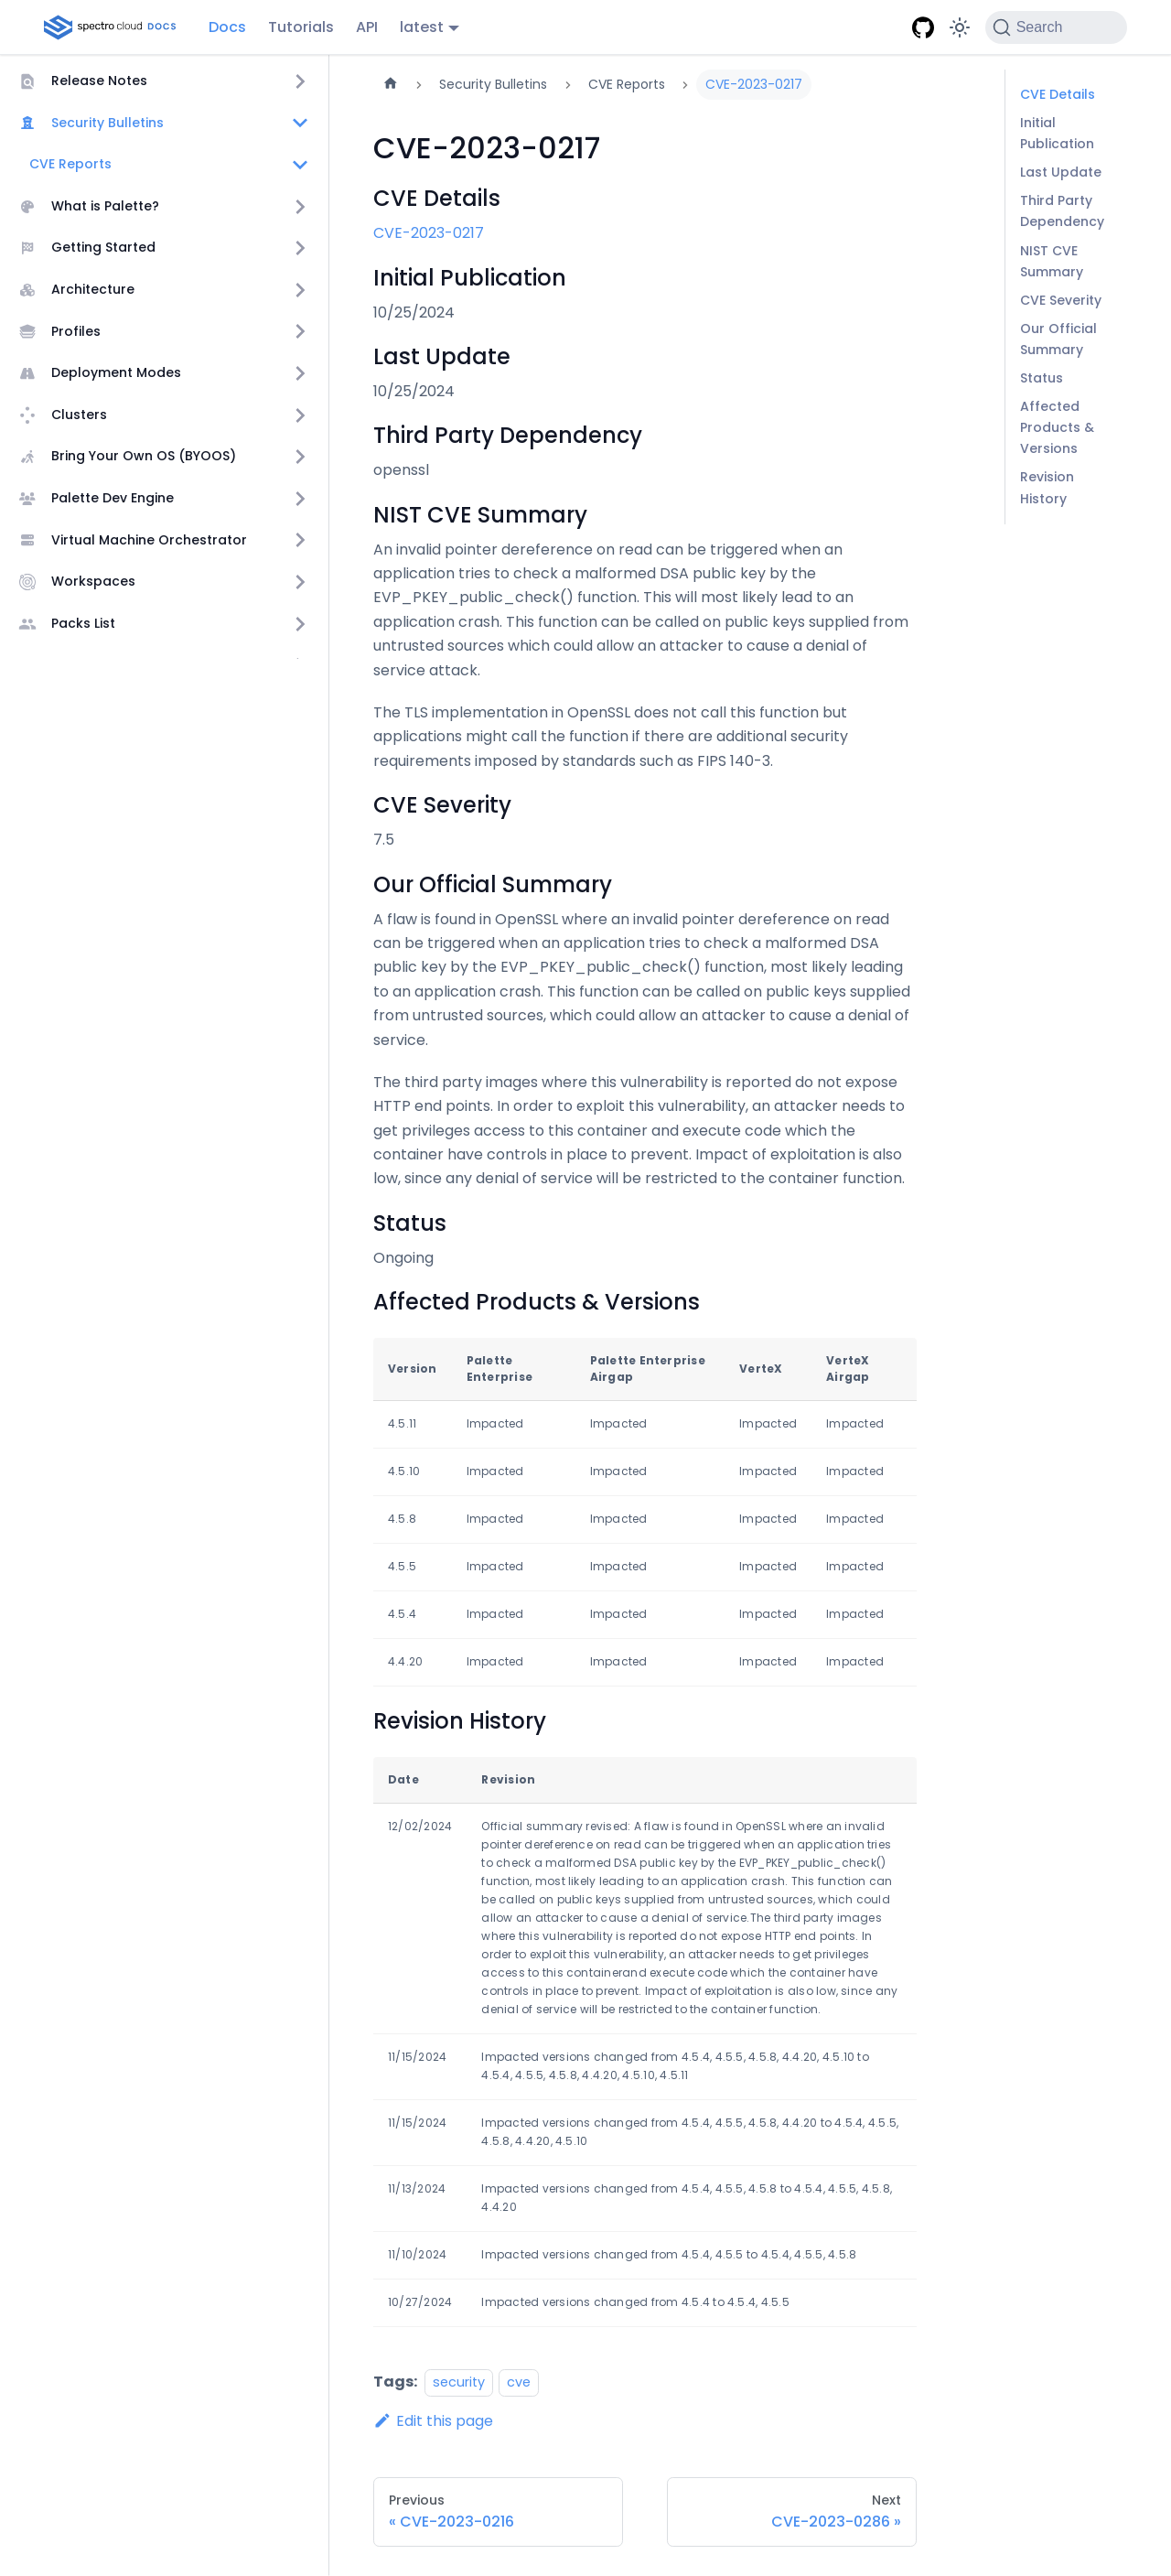 spectro cloud DOCS Docs Tutorials API latest Search
Release Notes
Security Bulletins
CVE Reports
What is Palette?
Getting Started
Architecture
Profiles
Deployment Modes
Clusters
Bring Your Own OS (BYOOS)
Palette Dev Engine
Virtual Machine Orchestrator
Workspaces
Packs List
Security Bulletins CVE Reports CVE-2023-0217
CVE-2023-0217
CVE Details
CVE-2023-0217
Initial Publication
10/25/2024
Last Update
10/25/2024
Third Party Dependency
openssl
NIST CVE Summary
An invalid pointer dereference on read can be triggered when an
application tries to check a malformed DSA public key by the
EVP_PKEY_public_check() function. This will most likely lead to an
application crash. This function can be called on public keys supplied from
untrusted sources which could allow an attacker to cause a denial of
service attack.
The TLS implementation in OpenSSL does not call this function but
applications might call the function if there are additional security
requirements imposed by standards such as FIPS 140-3.
CVE Severity
7.5
Our Official Summary
A flaw is found in OpenSSL where an invalid pointer dereference on read
can be triggered when an application tries to check a malformed DSA
public key by the EVP_PKEY_public_check() function, most likely leading
to an application crash. This function can be called on public keys supplied
from untrusted sources, which could allow an attacker to cause a denial of
service.
The third party images where this vulnerability is reported do not expose
HTTP end points. In order to exploit this vulnerability, an attacker needs to
get privileges access to this container and execute code which the
container have controls in place to prevent. Impact of exploitation is also
low, since any denial of service will be restricted to the container function.
Status
Ongoing
Affected Products & Versions
Version Palette Enterprise Palette Enterprise Airgap VerteX VerteX Airgap
4.5.11 Impacted Impacted Impacted Impacted
4.5.10 Impacted Impacted Impacted Impacted
4.5.8 Impacted Impacted Impacted Impacted
4.5.5 Impacted Impacted Impacted Impacted
4.5.4 Impacted Impacted Impacted Impacted
4.4.20 Impacted Impacted Impacted Impacted
Revision History
Date Revision
12/02/2024 Official summary revised: A flaw is found in OpenSSL where an invalid
pointer dereference on read can be triggered when an application tries
to check a malformed DSA public key by the EVP_PKEY_public_check()
function, most likely leading to an application crash. This function can
be called on public keys supplied from untrusted sources, which could
allow an attacker to cause a denial of service.The third party images
where this vulnerability is reported do not expose HTTP end points. In
order to exploit this vulnerability, an attacker needs to get privileges
access to this containerand execute code which the container have
controls in place to prevent. Impact of exploitation is also low, since any
denial of service will be restricted to the container function.
11/15/2024 Impacted versions changed from 4.5.4, 4.5.5, 4.5.8, 4.4.20, 4.5.10 to
4.5.4, 4.5.5, 4.5.8, 4.4.20, 4.5.10, 4.5.11
11/15/2024 Impacted versions changed from 4.5.4, 4.5.5, 4.5.8, 4.4.20 to 4.5.4, 4.5.5,
4.5.8, 4.4.20, 4.5.10
11/13/2024 Impacted versions changed from 4.5.4, 4.5.5, 4.5.8 to 4.5.4, 4.5.5, 4.5.8,
4.4.20
11/10/2024 Impacted versions changed from 4.5.4, 4.5.5 to 4.5.4, 4.5.5, 4.5.8
10/27/2024 Impacted versions changed from 4.5.4 to 4.5.4, 4.5.5
Tags: security cve
Edit this page
Previous
« CVE-2023-0216
Next
CVE-2023-0286 »
CVE Details
Initial
Publication
Last Update
Third Party
Dependency
NIST CVE
Summary
CVE Severity
Our Official
Summary
Status
Affected
Products &
Versions
Revision
History